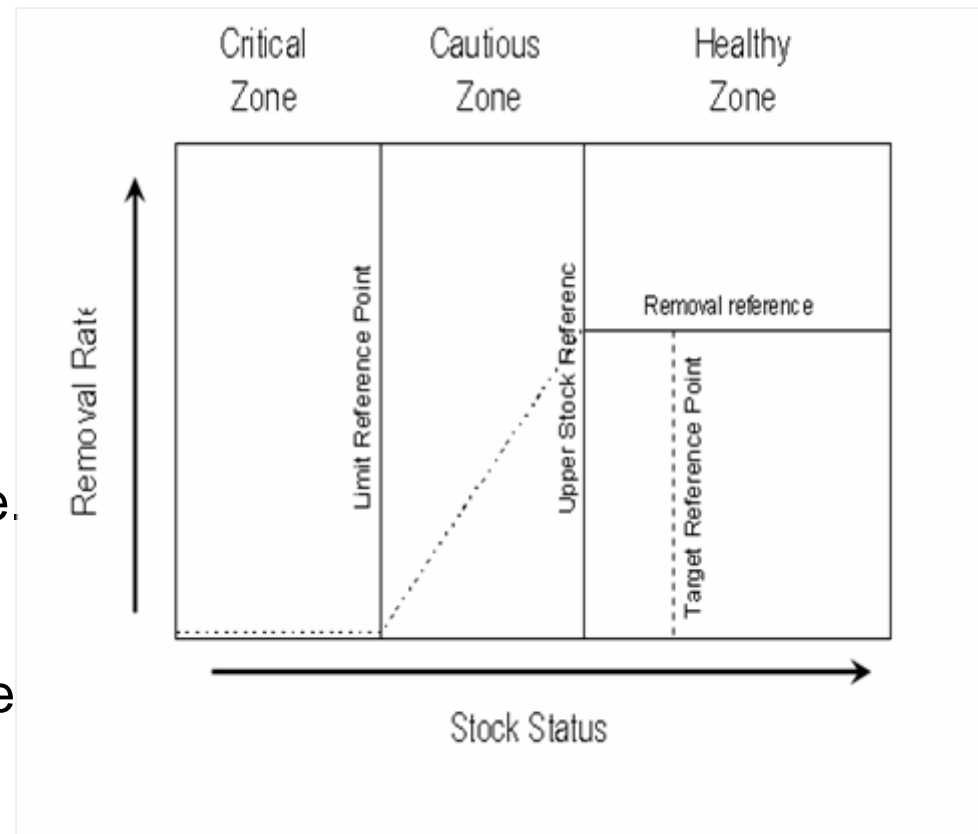 Critical
Zone
Cautious
Zone
Healthy
Zone
Removal Rate
Limit Reference Point
Upper Stock Referenc
Removal reference
Target Reference Point
e.
e
Stock Status